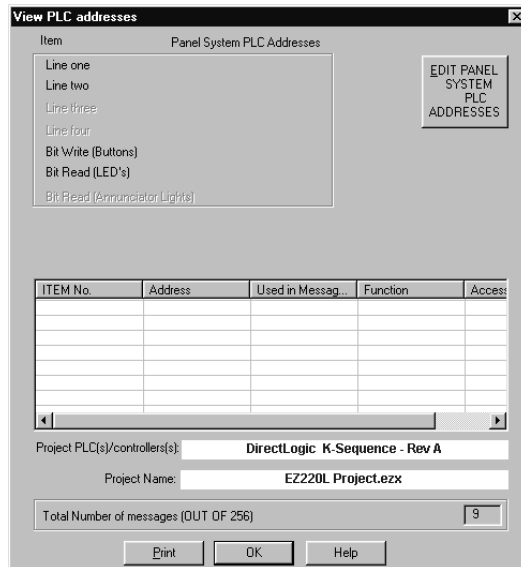 View PLC addresses
Item Panel System PLC Addresses
Line one
Line two
Line three
Line four
Bit Write (Buttons)
Bit Read (LED's)
Bit Read (Annunciator Lights)
EDIT PANEL
SYSTEM
PLC
ADDRESSES
ITEM No. Address Used in Messag... Function Access
Project PLC(s)/controllers(s): DirectLogic K-Sequence - Rev A
Project Name: EZ220L Project.ezx
Total Number of messages (OUT OF 256) 9
Print OK Help